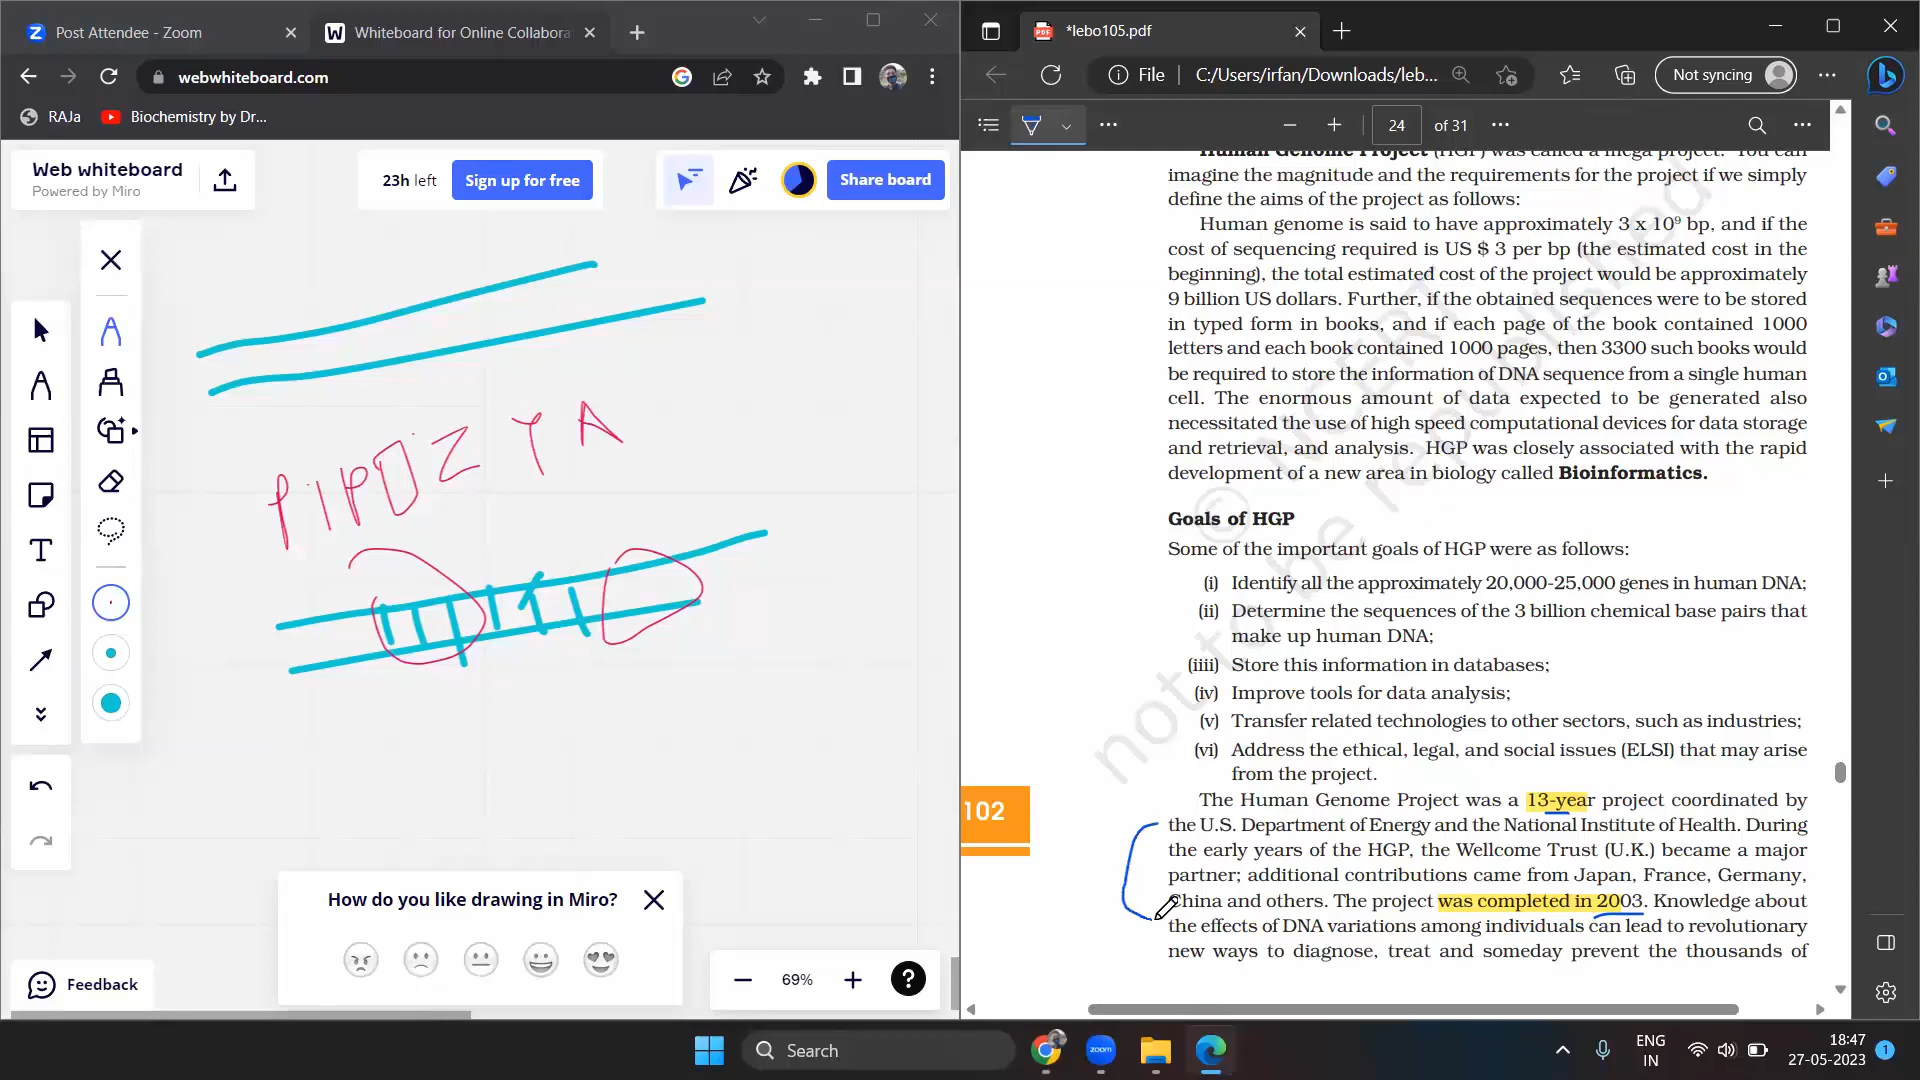 Post Attendee - Zoom
Whiteboard for Online Collabora
webwhiteboard.com
RAJa
Biochemistry by Dr...
Web whiteboard
Powered by Miro
23h left
Sign up for free
Share board
PIPOZYA
How do you like drawing in Miro?
Feedback
69%
*lebo105.pdf
File
C:/Users/irfan/Downloads/leb...
Not syncing
24 of 31
Human Genome Project (HGP) was called a mega project. You can
imagine the magnitude and the requirements for the project if we simply
define the aims of the project as follows:
Human genome is said to have approximately 3 x 10⁹ bp, and if the
cost of sequencing required is US $ 3 per bp (the estimated cost in the
beginning), the total estimated cost of the project would be approximately
9 billion US dollars. Further, if the obtained sequences were to be stored
in typed form in books, and if each page of the book contained 1000
letters and each book contained 1000 pages, then 3300 such books would
be required to store the information of DNA sequence from a single human
cell. The enormous amount of data expected to be generated also
necessitated the use of high speed computational devices for data storage
and retrieval, and analysis. HGP was closely associated with the rapid
development of a new area in biology called Bioinformatics.
Goals of HGP
Some of the important goals of HGP were as follows:
(i) Identify all the approximately 20,000-25,000 genes in human DNA;
(ii) Determine the sequences of the 3 billion chemical base pairs that
make up human DNA;
(iiii) Store this information in databases;
(iv) Improve tools for data analysis;
(v) Transfer related technologies to other sectors, such as industries;
(vi) Address the ethical, legal, and social issues (ELSI) that may arise
from the project.
The Human Genome Project was a 13-year project coordinated by
the U.S. Department of Energy and the National Institute of Health. During
the early years of the HGP, the Wellcome Trust (U.K.) became a major
partner; additional contributions came from Japan, France, Germany,
China and others. The project was completed in 2003. Knowledge about
the effects of DNA variations among individuals can lead to revolutionary
new ways to diagnose, treat and someday prevent the thousands of
102
© NCERT
not to be republished
Search
zoom
ENG
IN
18:47
27-05-2023
1